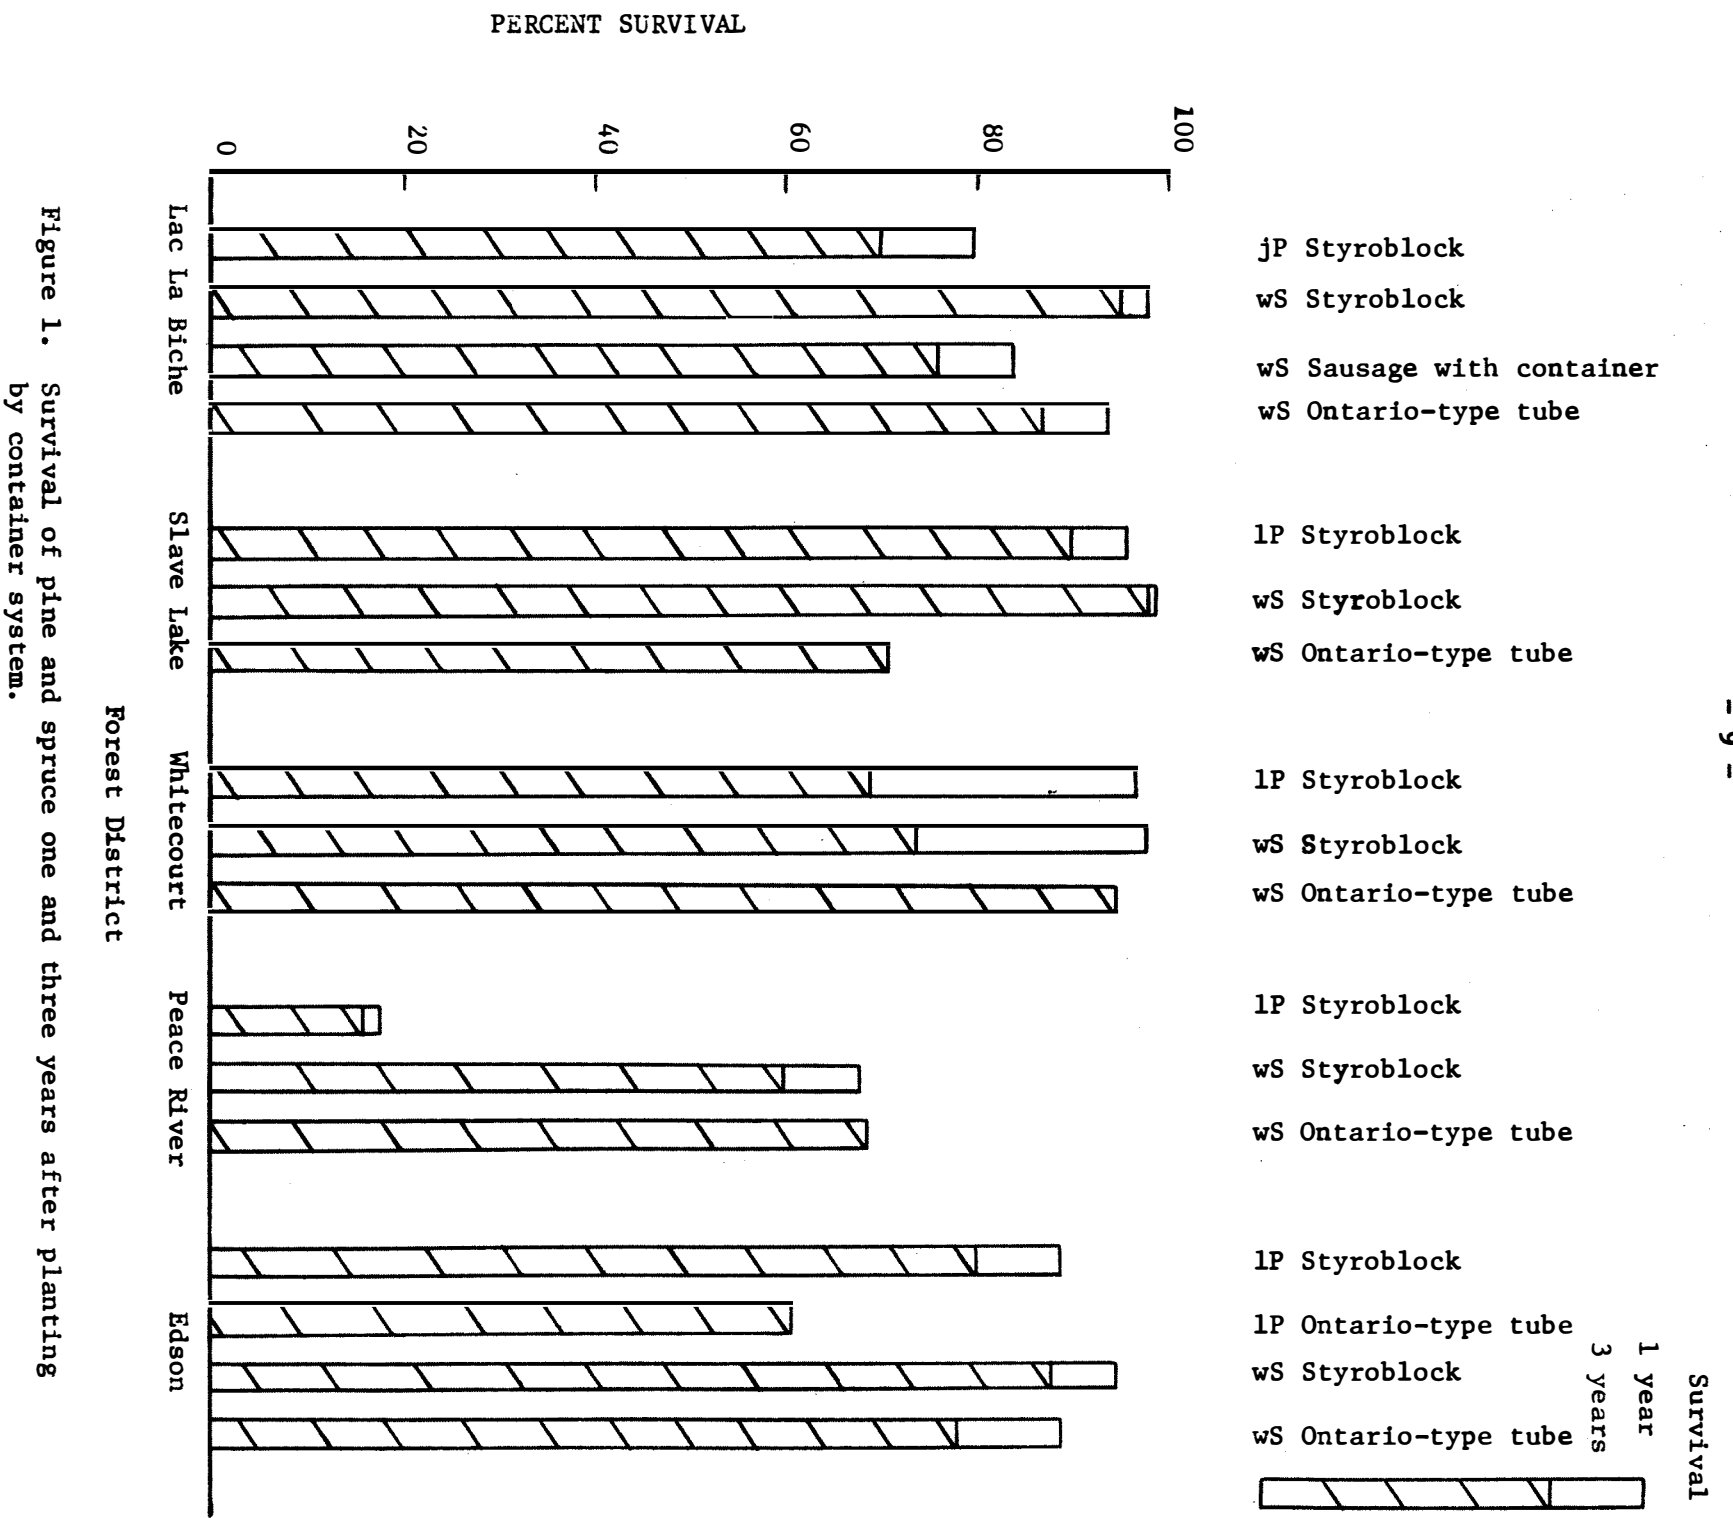 - 9 -
PERCENT SURVIVAL
100
80
60
40
20
0
jP Styroblock
wS Styroblock
wS Sausage with container
wS Ontario-type tube
lP Styroblock
wS Styroblock
wS Ontario-type tube
lP Styroblock
wS Styroblock
wS Ontario-type tube
lP Styroblock
wS Styroblock
wS Ontario-type tube
lP Styroblock
lP Ontario-type tube
wS Styroblock
wS Ontario-type tube
Survival
1 year
3 years
Lac La Biche
Slave Lake
Whitecourt
Peace River
Edson
Forest District
Figure 1. Survival of pine and spruce one and three years after planting
by container system.